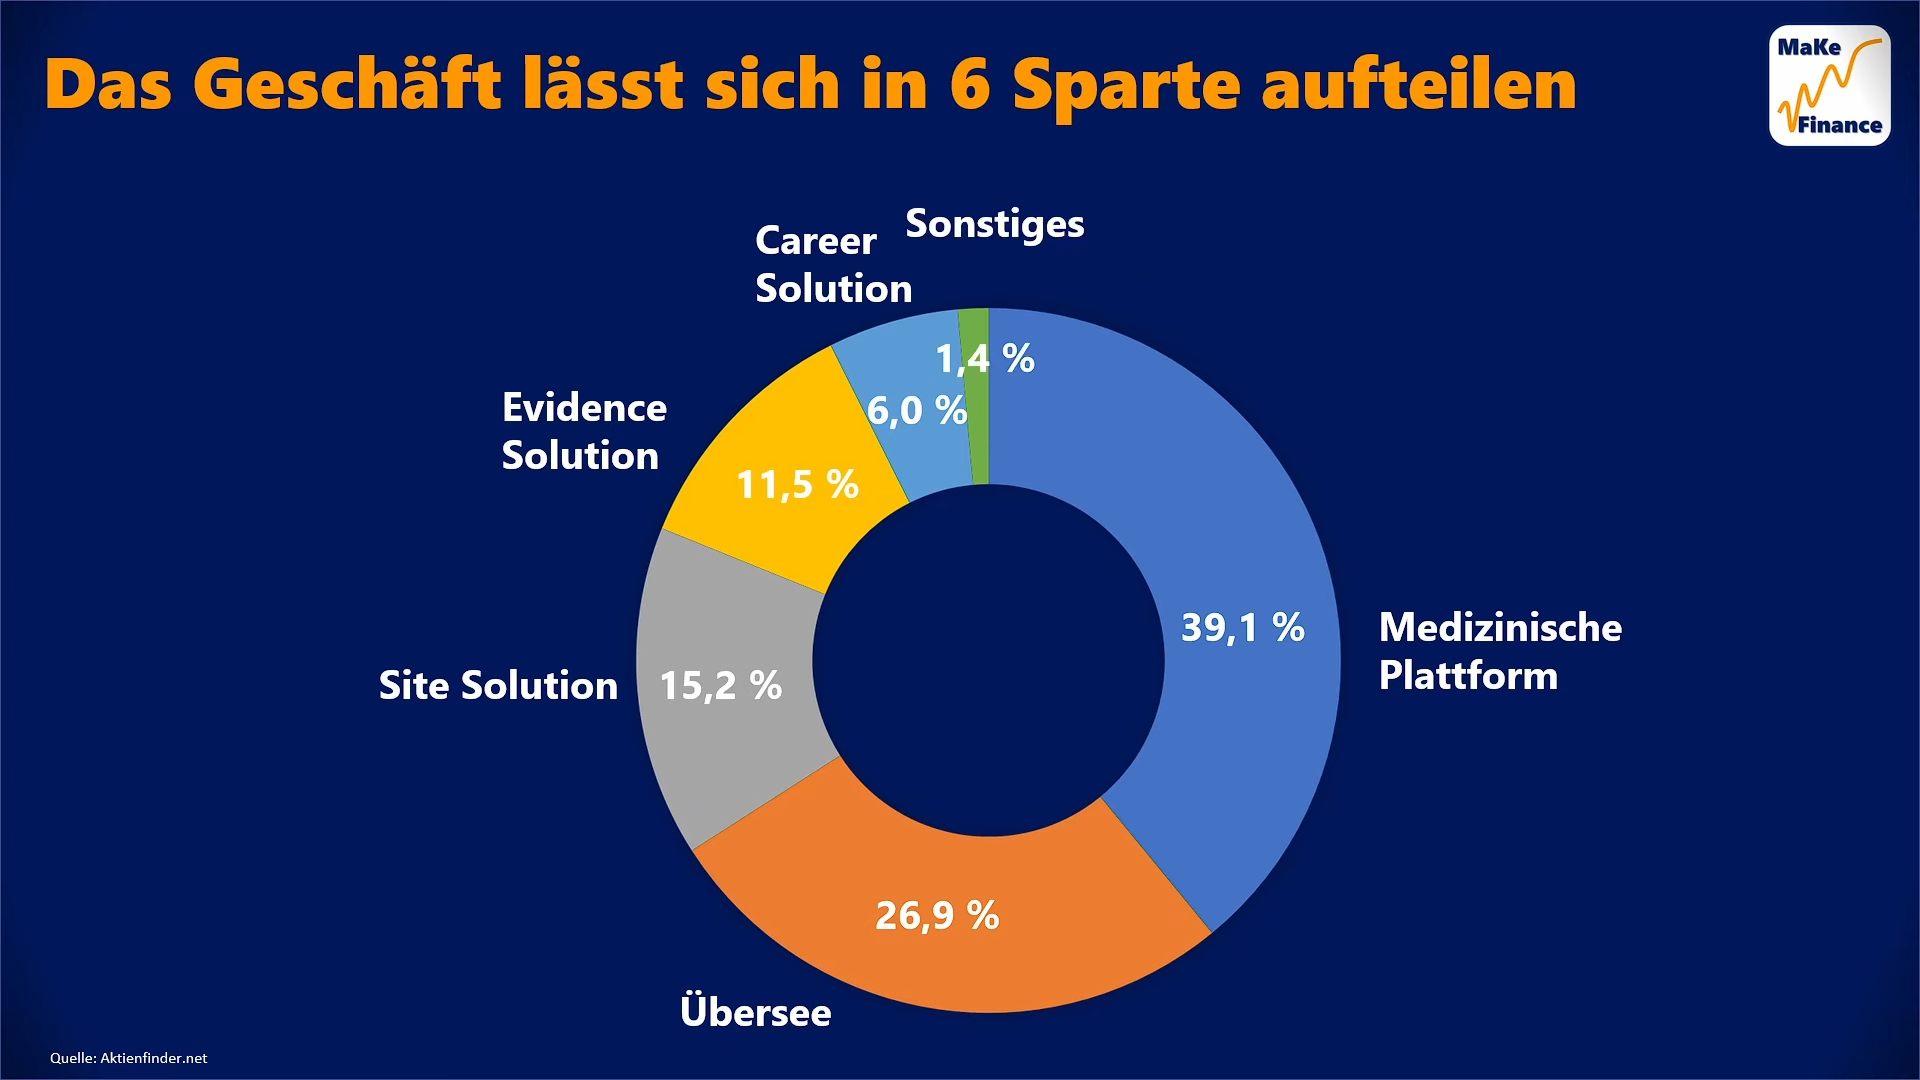 Das Geschäft lässt sich in 6 Sparte aufteilen
MaKe
Finance
Sonstiges
Career
Solution
1,4 %
6,0 %
Evidence
Solution
11,5 %
39,1 %
Medizinische
Plattform
Site Solution
15,2 %
26,9 %
Übersee
Quelle: Aktienfinder.net